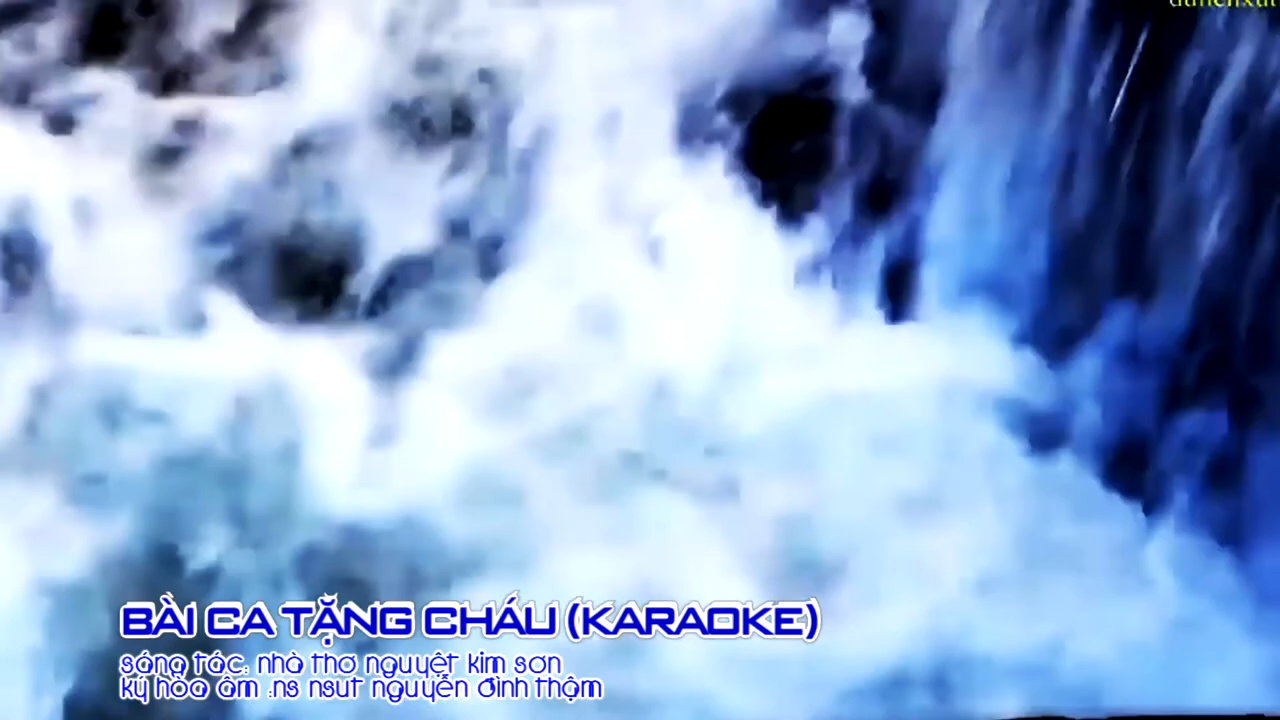 BÀI CA TẶNG CHÁU (KARAOKE)
sáng tác: nhà thơ nguyệt kim sơn
ký hòa âm :ns nsut nguyễn đình thậm